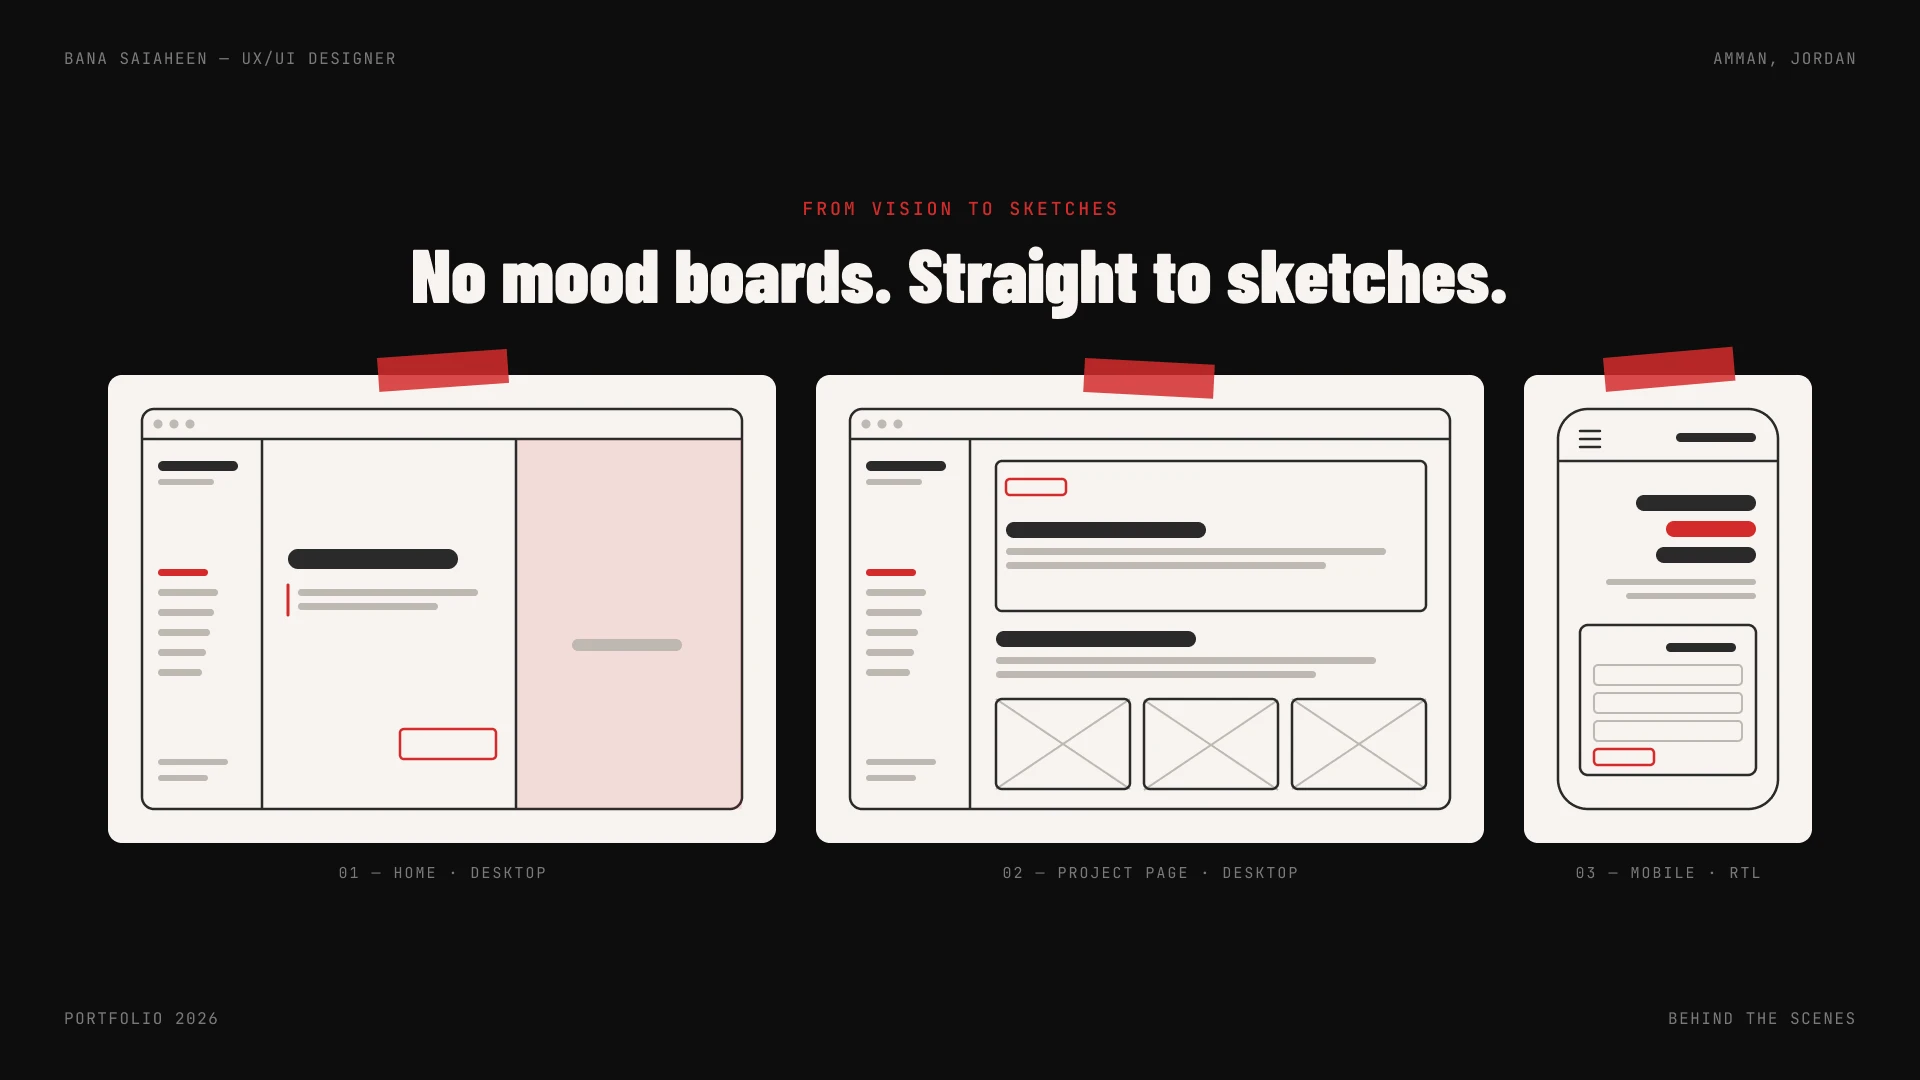 BANA SAIAHEEN — UX/UI DESIGNER
AMMAN, JORDAN
FROM VISION TO SKETCHES
No mood boards. Straight to sketches.
01 — HOME · DESKTOP
02 — PROJECT PAGE · DESKTOP
03 — MOBILE · RTL
PORTFOLIO 2026
BEHIND THE SCENES